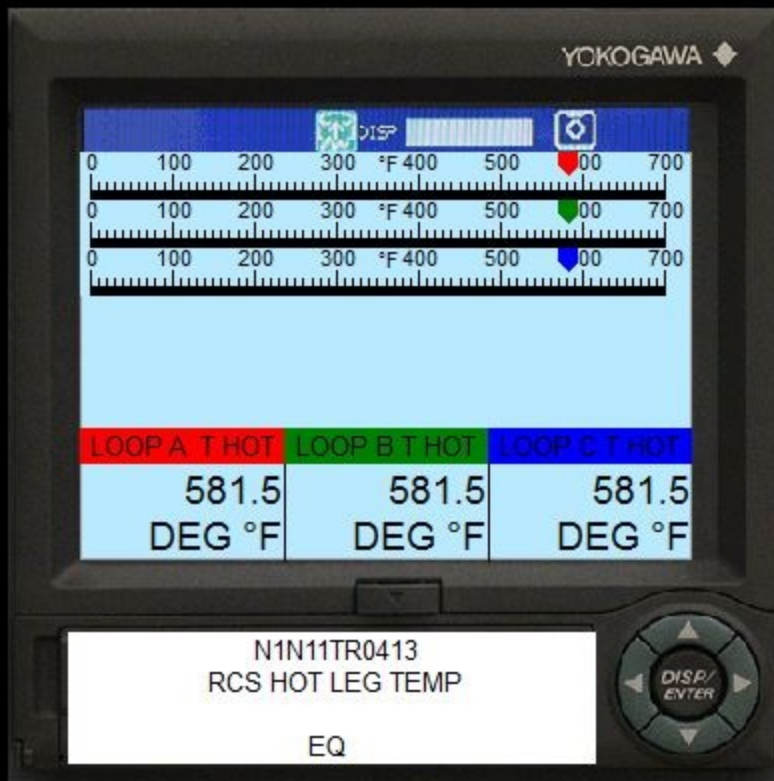 YOKOGAWA
DISP
0 100 200 300 °F 400 500 00 700
0 100 200 300 °F 400 500 00 700
0 100 200 300 °F 400 500 00 700
LOOP A T HOT LOOP B T HOT LOOP C T HOT
581.5 581.5 581.5
DEG °F DEG °F DEG °F
N1N11TR0413
RCS HOT LEG TEMP
EQ
DISP/
ENTER